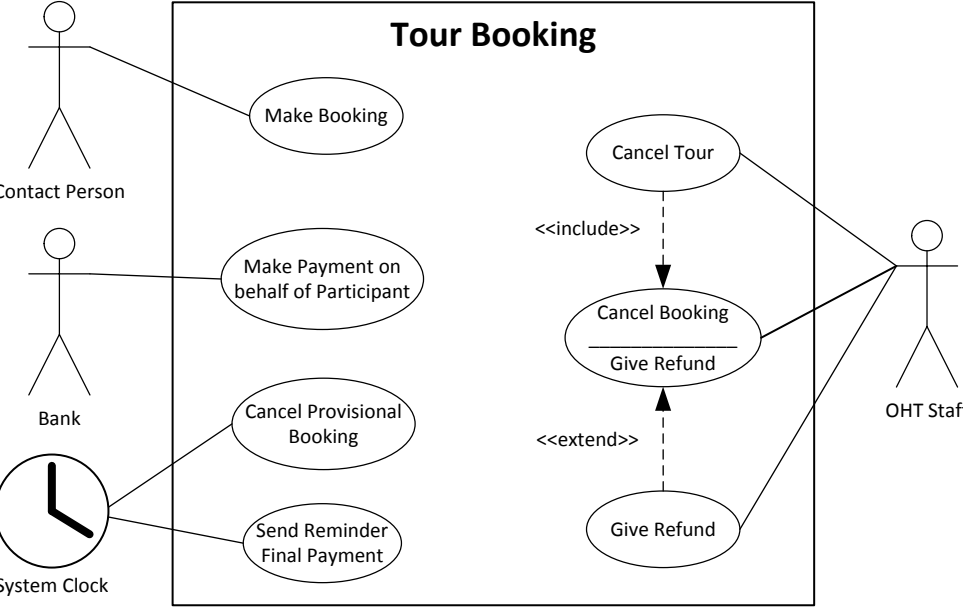 Tour Booking
Make Booking
Contact Person
Make Payment on
behalf of Participant
Bank
Cancel Provisional
Booking
Send Reminder
Final Payment
System Clock
Cancel Tour
<<include>>
Cancel Booking
Give Refund
<<extend>>
Give Refund
OHT Staff